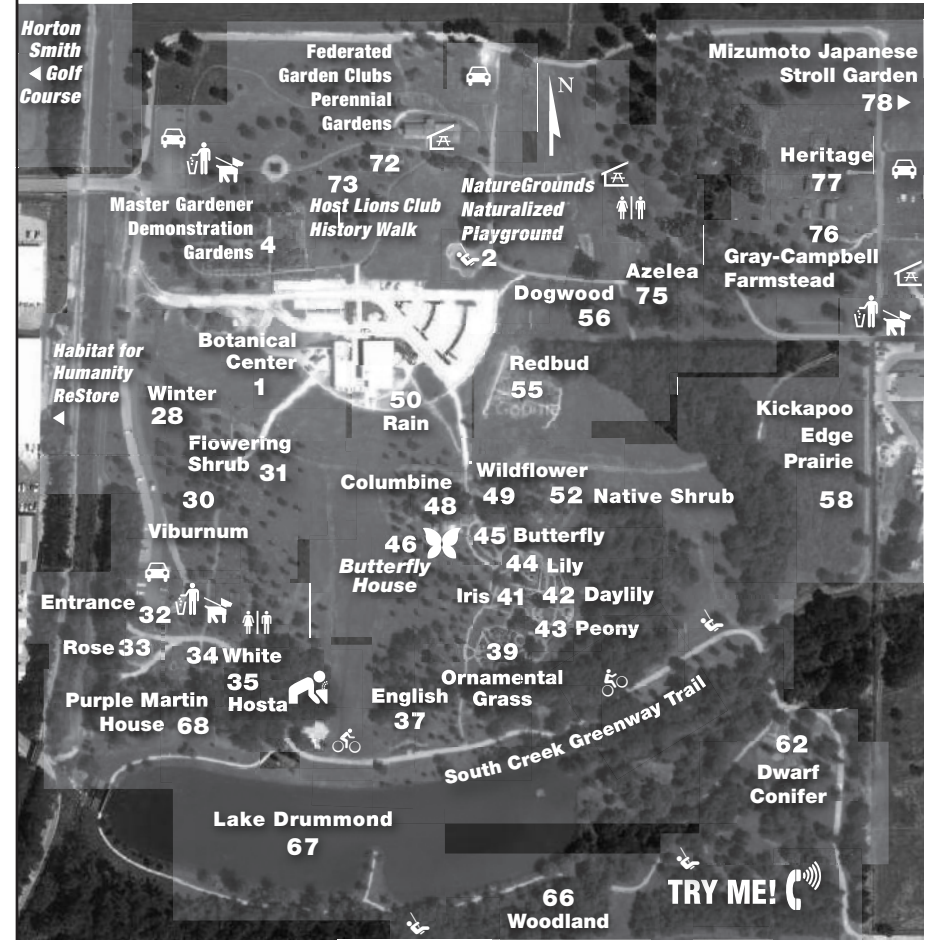 Horton
Smith
◀ Golf
Course
Federated
Garden Clubs
Perennial
Gardens
N
Mizumoto Japanese
Stroll Garden
78 ▶
72
Heritage
77
73
Host Lions Club
History Walk
NatureGrounds
Naturalized
Playground
2
Master Gardener
Demonstration
Gardens 4
76
Gray-Campbell
Farmstead
Azelea
75
Dogwood
56
Botanical
Center
1
Habitat for
Humanity
ReStore
◀
Redbud
55
Winter
28
50
Rain
Kickapoo
Edge
Prairie
58
Flowering
Shrub 31
Columbine
48
Wildflower
49
52 Native Shrub
30
Viburnum
46
Butterfly
House
45 Butterfly
44 Lily
Iris 41
42 Daylily
43 Peony
Entrance
32
Rose 33
34 White
35
Hosta
39
Ornamental
Grass
English
37
Purple Martin
House 68
South Creek Greenway Trail
62
Dwarf
Conifer
Lake Drummond
67
TRY ME!
66
Woodland